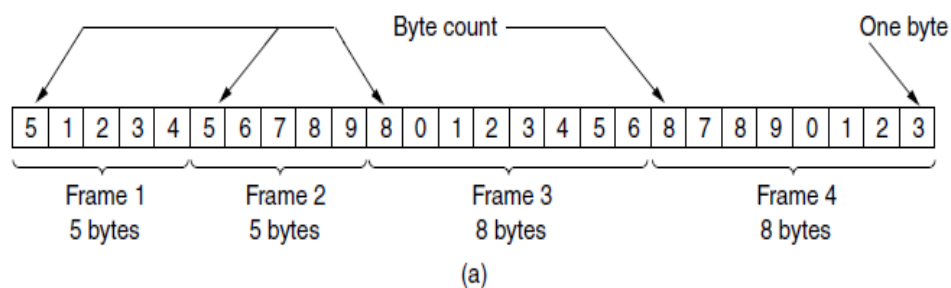 Byte count One byte
5 1 2 3 4 5 6 7 8 9 8 0 1 2 3 4 5 6 8 7 8 9 0 1 2 3
Frame 1 Frame 2 Frame 3 Frame 4
5 bytes 5 bytes 8 bytes 8 bytes
(a)